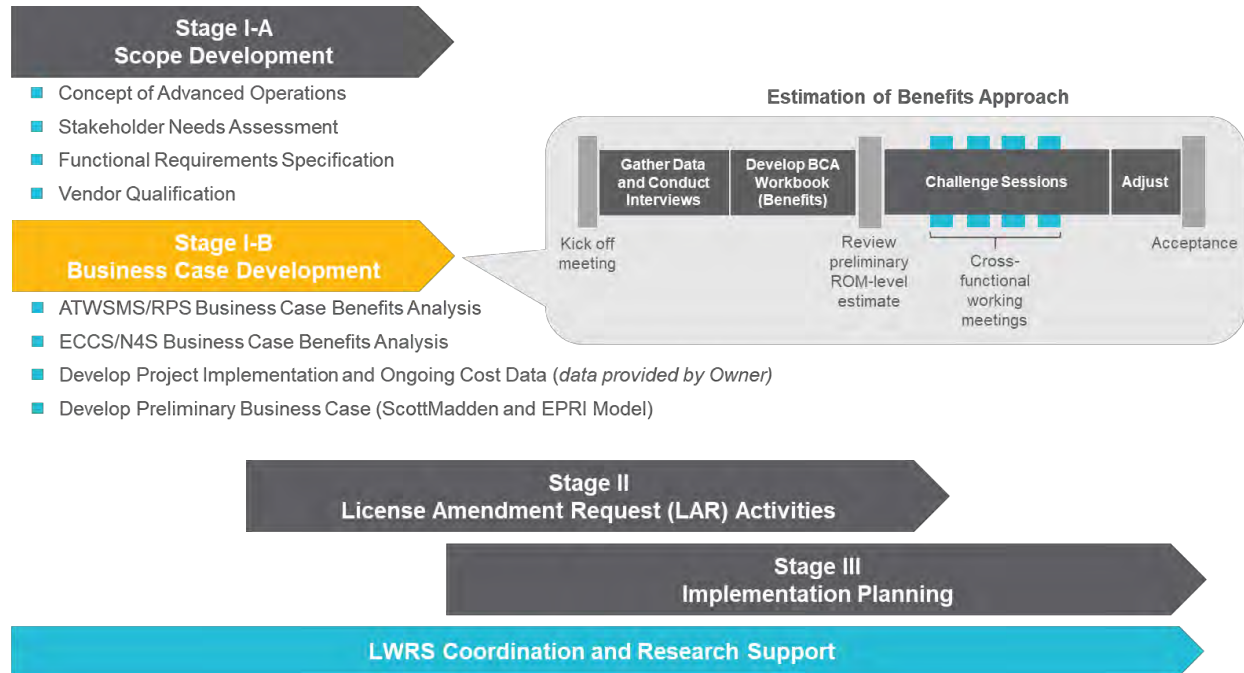 Stage I-A
Scope Development
Concept of Advanced Operations
Stakeholder Needs Assessment
Functional Requirements Specification
Vendor Qualification
Stage I-B
Business Case Development
ATWSMS/RPS Business Case Benefits Analysis
ECCS/N4S Business Case Benefits Analysis
Develop Project Implementation and Ongoing Cost Data (data provided by Owner)
Develop Preliminary Business Case (ScottMadden and EPRI Model)
Estimation of Benefits Approach
Gather Data
and Conduct
Interviews
Develop BCA
Workbook
(Benefits)
Challenge Sessions
Adjust
Kick off
meeting
Review
preliminary
ROM-level
estimate
Cross-
functional
working
meetings
Acceptance
Stage II
License Amendment Request (LAR) Activities
Stage III
Implementation Planning
LWRS Coordination and Research Support